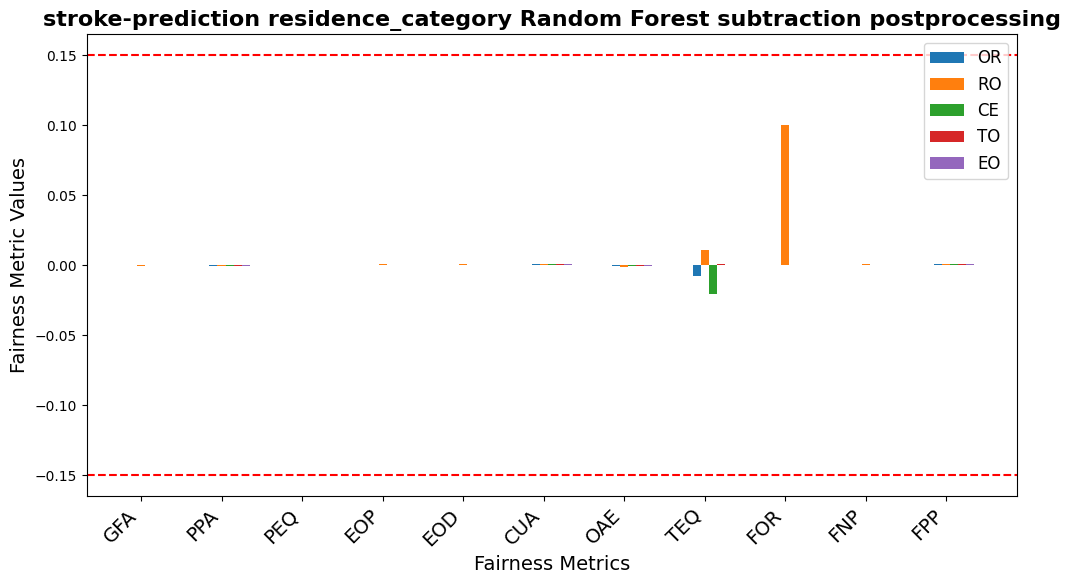 stroke-prediction residence_category Random Forest subtraction postprocessing
0.15
0.10
0.05
0.00
−0.05
−0.10
−0.15
Fairness Metric Values
OR
RO
CE
TO
EO
GFA
PPA
PEQ
EOP
EOD
CUA
OAE
TEQ
FOR
FNP
FPP
Fairness Metrics